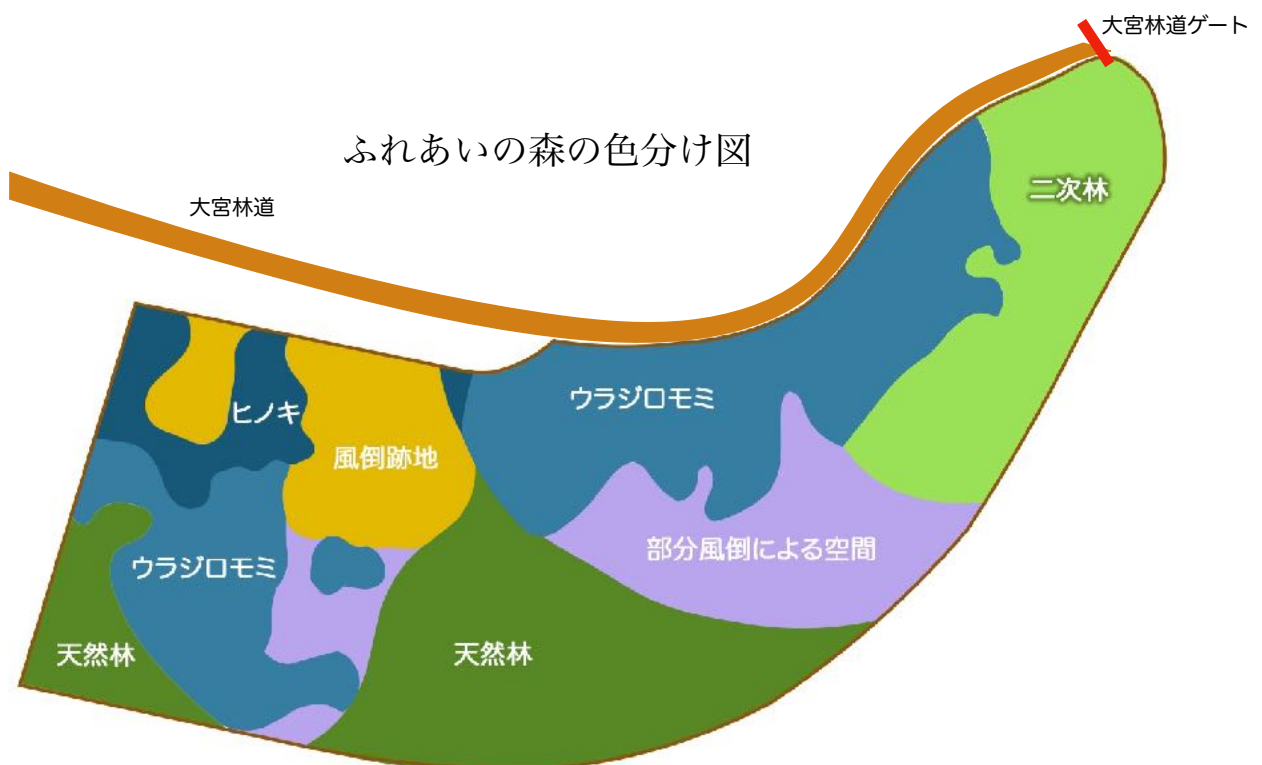 大宮林道ゲート
ふれあいの森の色分け図
二次林
大宮林道
ウラジロモミ
ヒノキ
風倒跡地
部分風倒による空間
ウラジロモミ
天然林
天然林